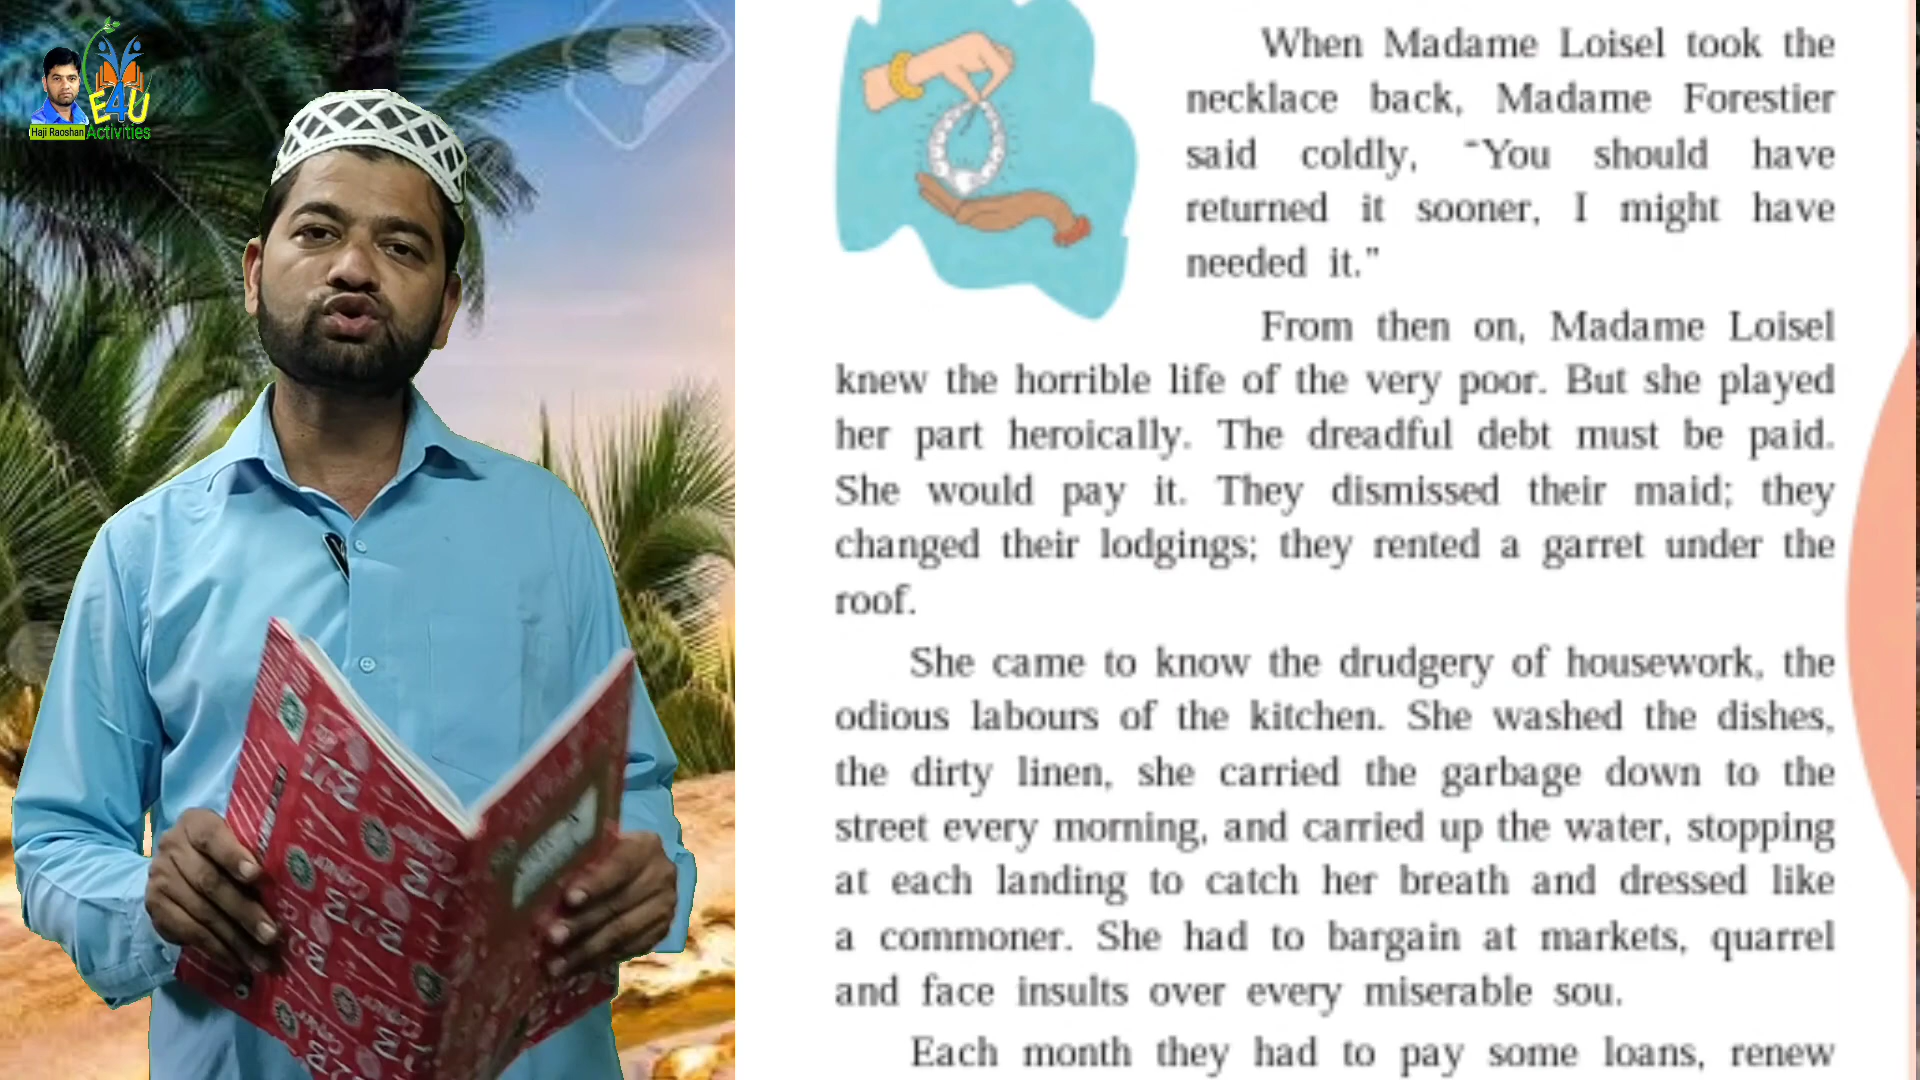 Haji Raoshan
E4U
Activities
When Madame Loisel took the
necklace back, Madame Forestier
said coldly, "You should have
returned it sooner, I might have
needed it."
From then on, Madame Loisel
knew the horrible life of the very poor. But she played
her part heroically. The dreadful debt must be paid.
She would pay it. They dismissed their maid; they
changed their lodgings; they rented a garret under the
roof.
She came to know the drudgery of housework, the
odious labours of the kitchen. She washed the dishes,
the dirty linen, she carried the garbage down to the
street every morning, and carried up the water, stopping
at each landing to catch her breath and dressed like
a commoner. She had to bargain at markets, quarrel
and face insults over every miserable sou.
Each month they had to pay some loans, renew